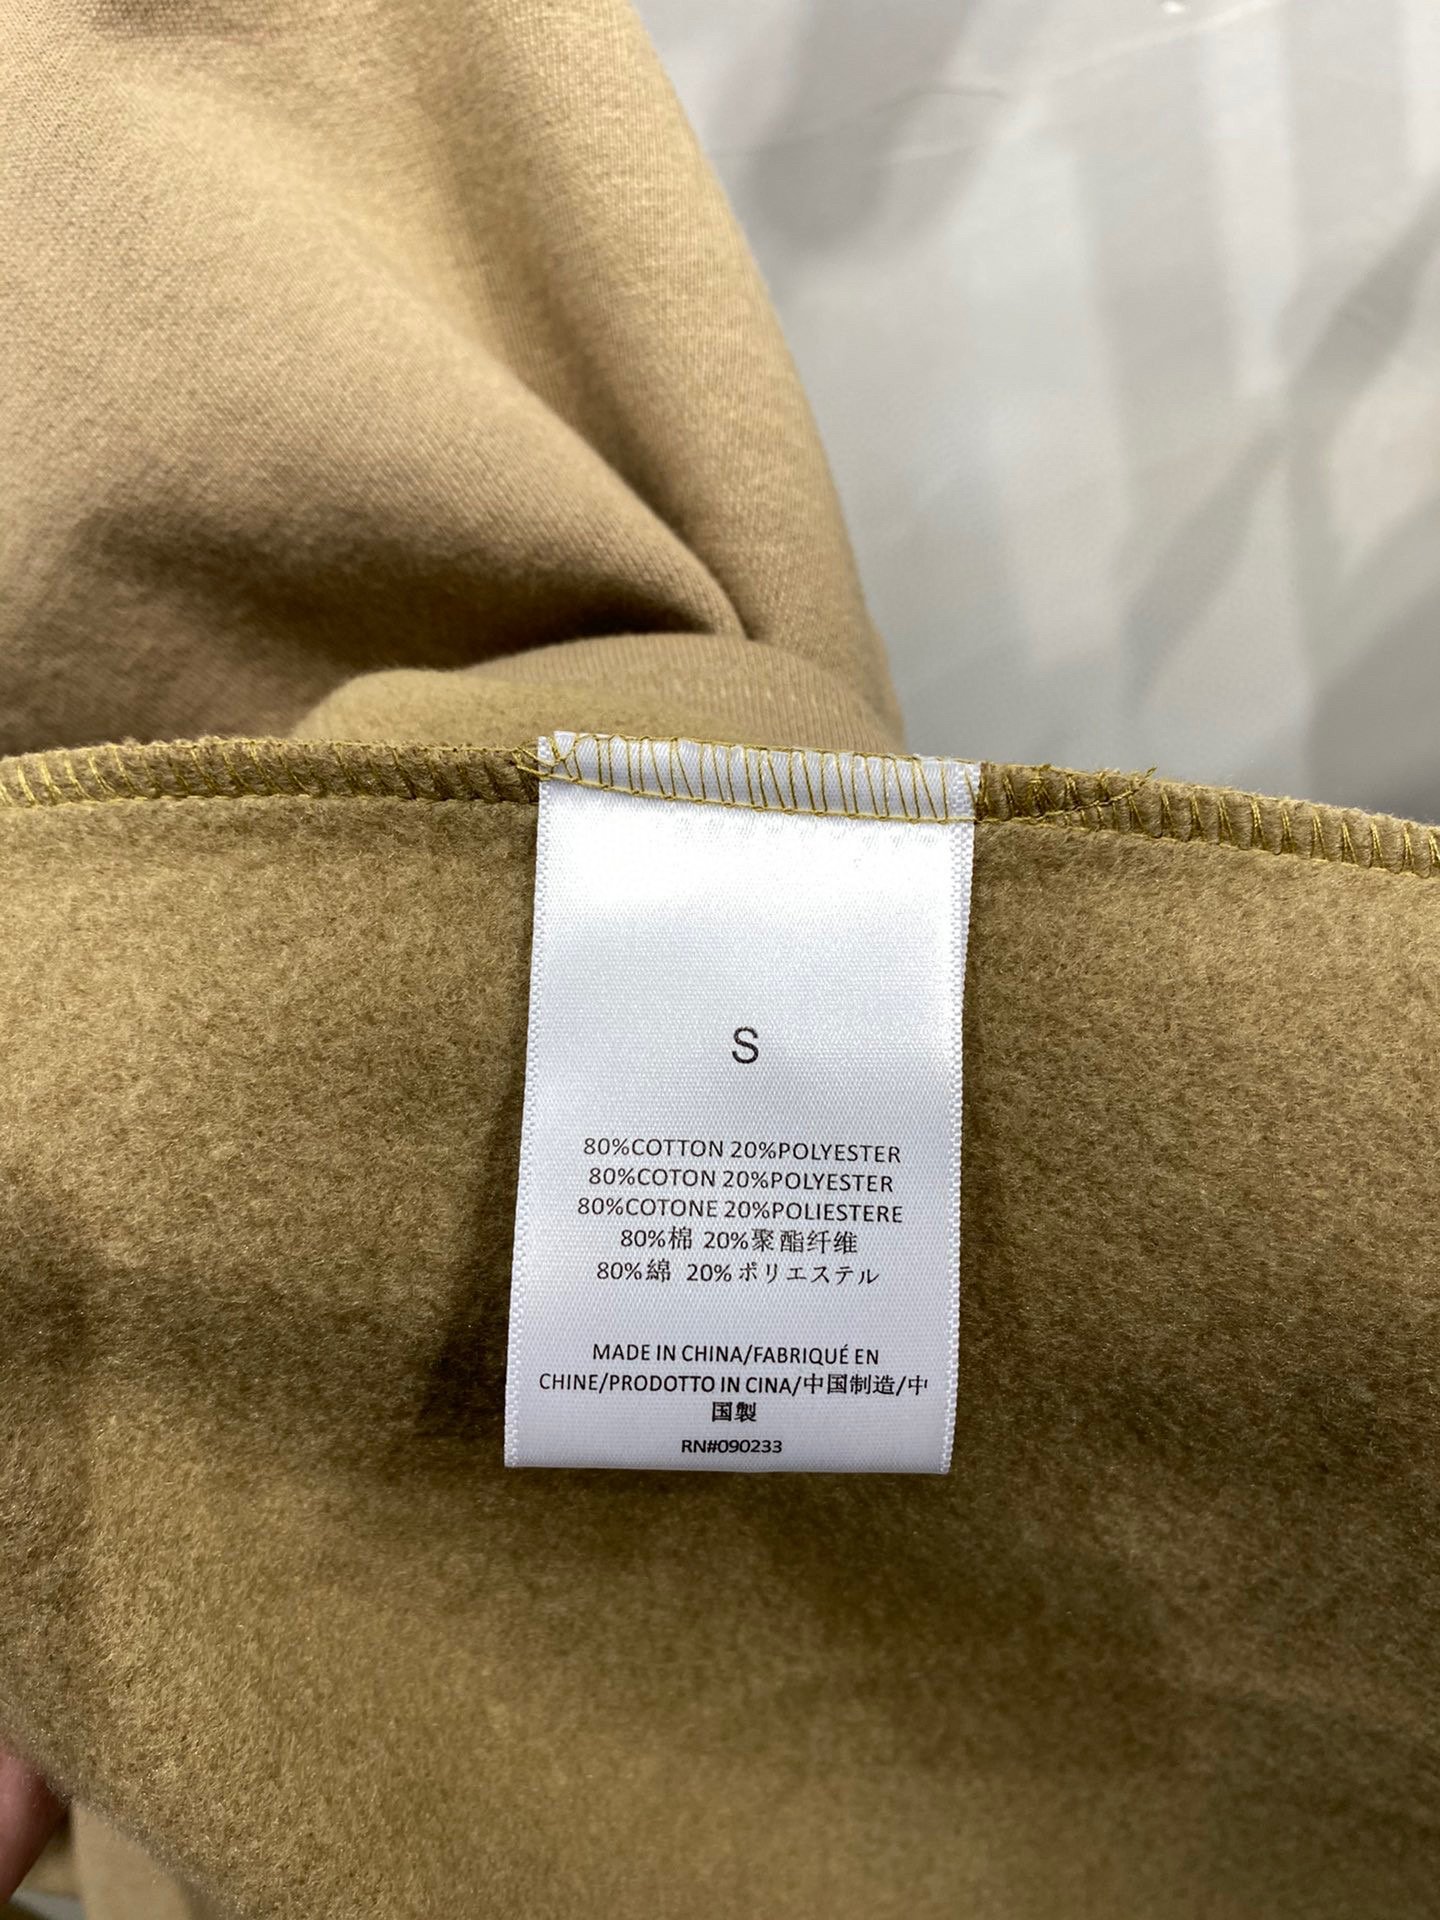 S
80%COTTON 20%POLYESTER
80%COTON 20%POLYESTER
80%COTONE 20%POLIESTERE
80%棉 20%聚酯纤维
80%綿 20%ポリエステル
MADE IN CHINA/FABRIQUÉ EN
CHINE/PRODOTTO IN CINA/中国制造/中
国製
RN#090233